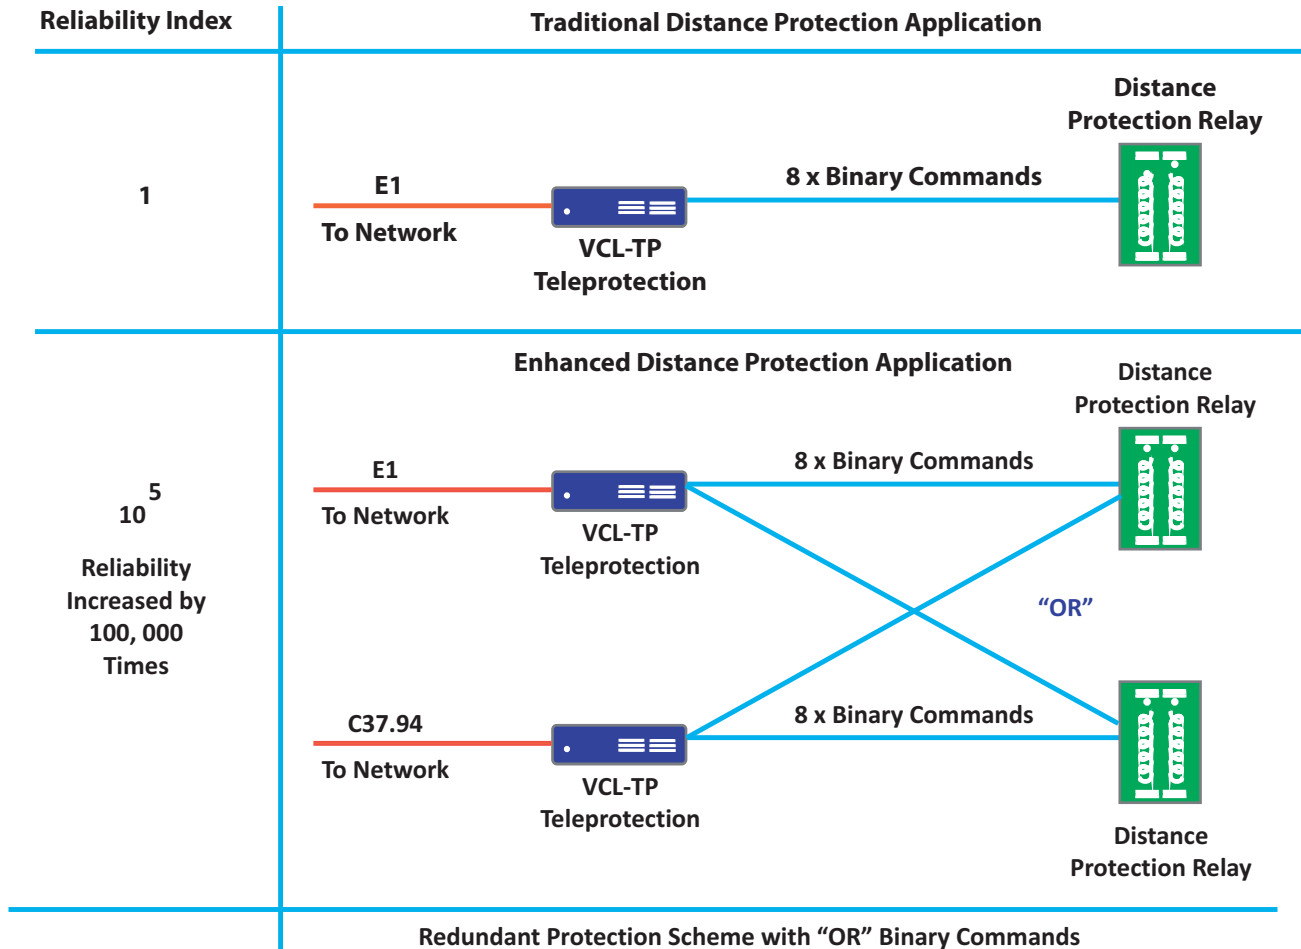 Reliability Index
Traditional Distance Protection Application
Distance
Protection Relay
1
E1
To Network
8 x Binary Commands
VCL-TP
Teleprotection
Enhanced Distance Protection Application
Distance
Protection Relay
10^5
Reliability
Increased by
100, 000
Times
E1
To Network
8 x Binary Commands
VCL-TP
Teleprotection
"OR"
C37.94
To Network
8 x Binary Commands
VCL-TP
Teleprotection
Distance
Protection Relay
Redundant Protection Scheme with “OR” Binary Commands